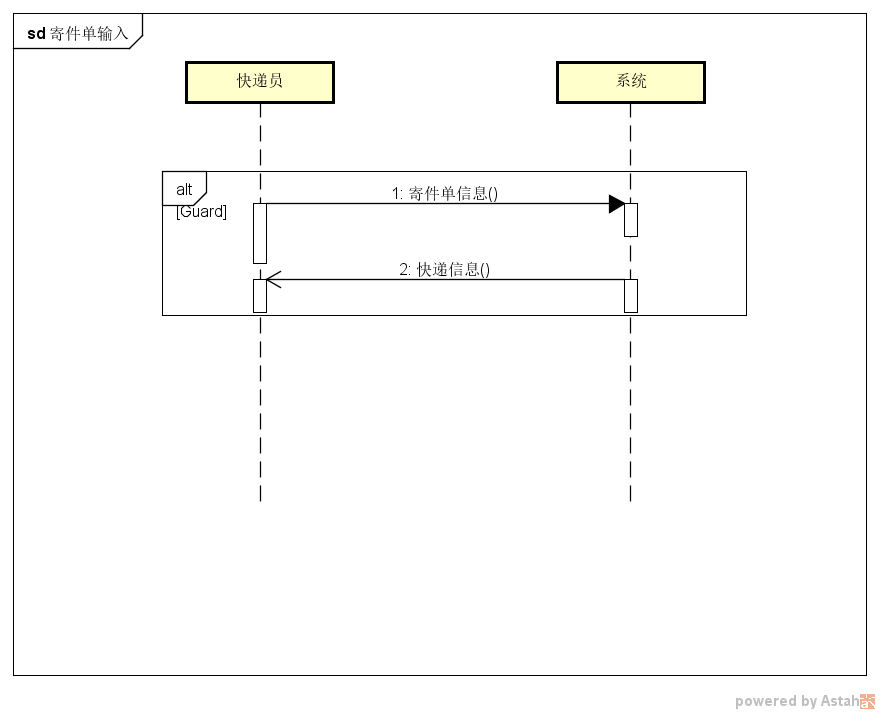 sd 寄件单输入
快递员
系统
alt
[Guard]
1: 寄件单信息()
2: 快递信息()
powered by Astah